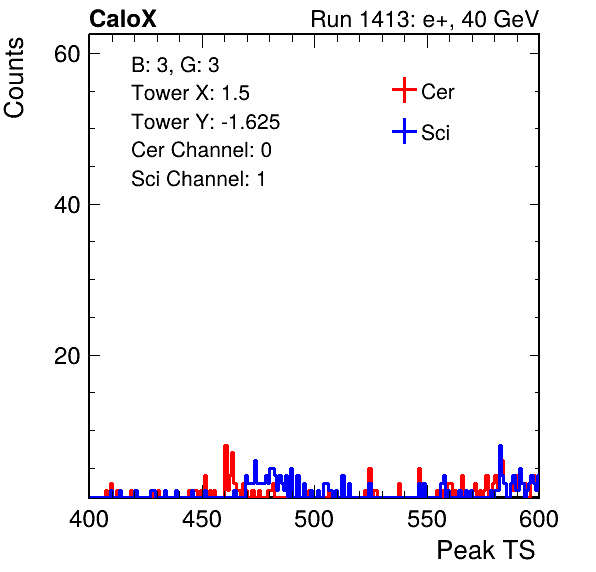 CaloX Run 1413: e+, 40 GeV
Counts
60
40
20
B: 3, G: 3
Tower X: 1.5
Tower Y: -1.625
Cer Channel: 0
Sci Channel: 1
Cer
Sci
400 450 500 550 600
Peak TS